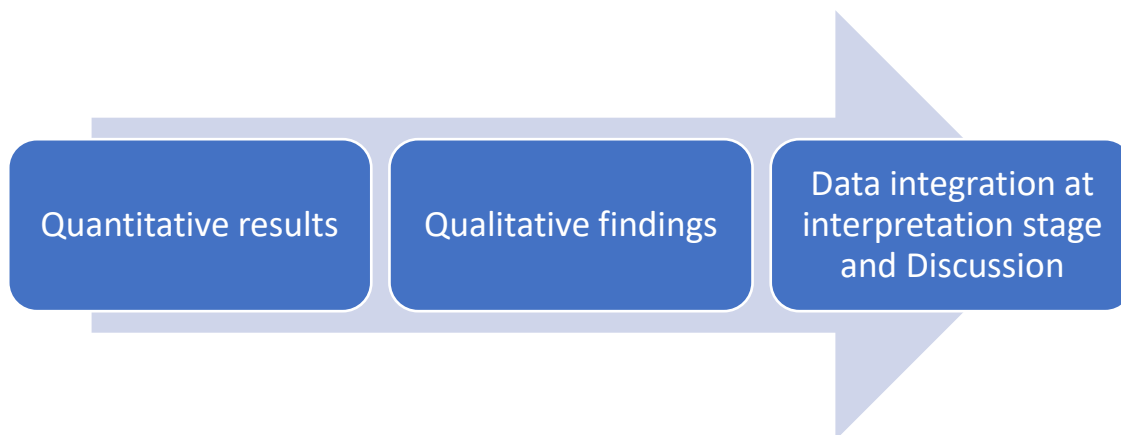 Quantitative results
Qualitative findings
Data integration at
interpretation stage
and Discussion